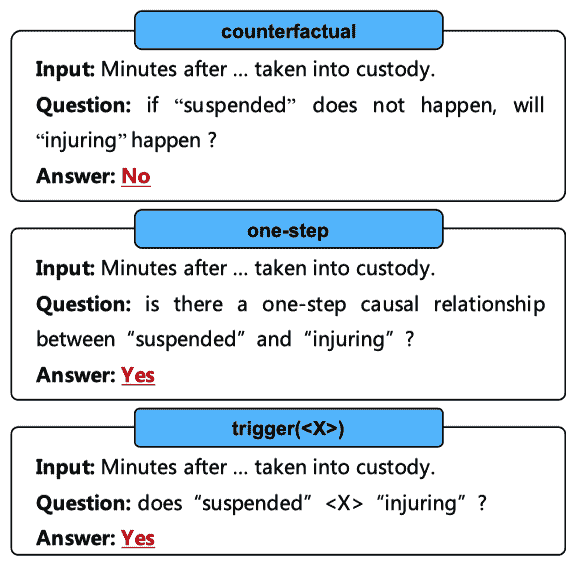 counterfactual
Input: Minutes after ... taken into custody.
Question: if “suspended” does not happen, will
“injuring” happen ?
Answer: No
one-step
Input: Minutes after ... taken into custody.
Question: is there a one-step causal relationship
between “suspended” and “injuring” ?
Answer: Yes
trigger(<X>)
Input: Minutes after ... taken into custody.
Question: does “suspended” <X> “injuring” ?
Answer: Yes